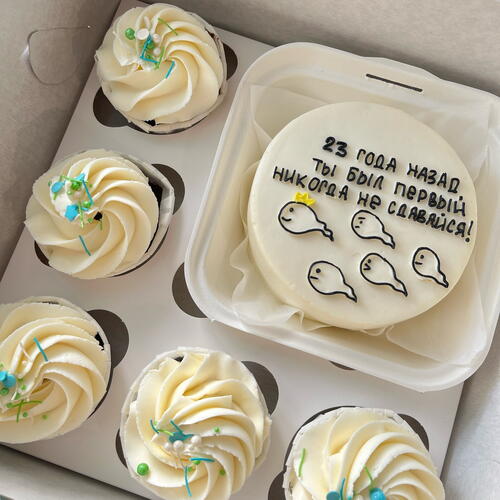 23 ГОДА НАЗАД
ТЫ БЫЛ ПЕРВЫЙ
НИКОГДА НЕ СДАВАЙСЯ!